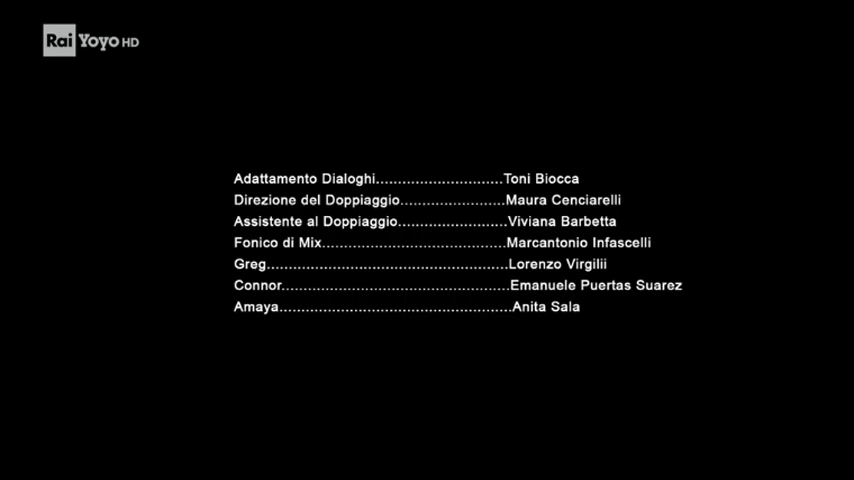 Rai Yoyo HD
Adattamento Dialoghi.............................Toni Biocca
Direzione del Doppiaggio........................Maura Cenciarelli
Assistente al Doppiaggio.........................Viviana Barbetta
Fonico di Mix..........................................Marcantonio Infascelli
Greg.......................................................Lorenzo Virgilii
Connor....................................................Emanuele Puertas Suarez
Amaya.....................................................Anita Sala